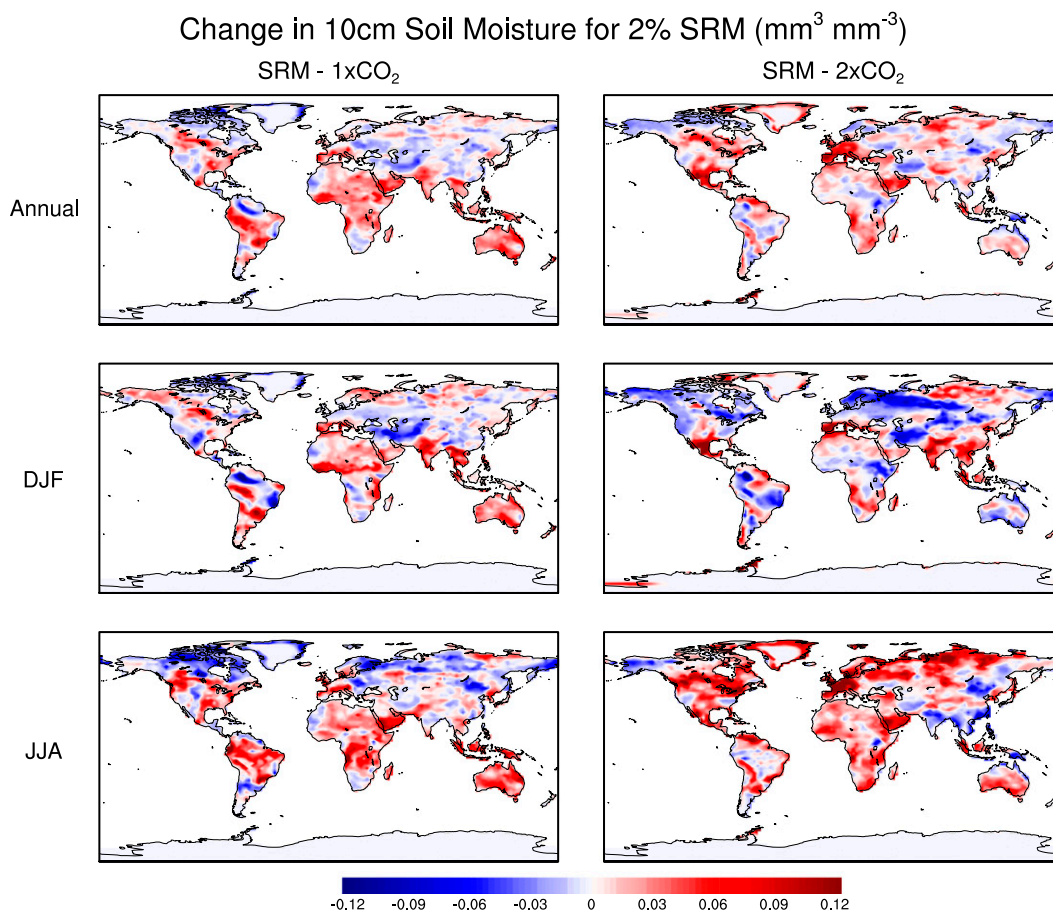 Change in 10cm Soil Moisture for 2% SRM (mm³ mm⁻³)
SRM - 1xCO₂ SRM - 2xCO₂
Annual
DJF
JJA
-0.12 -0.09 -0.06 -0.03 0 0.03 0.06 0.09 0.12